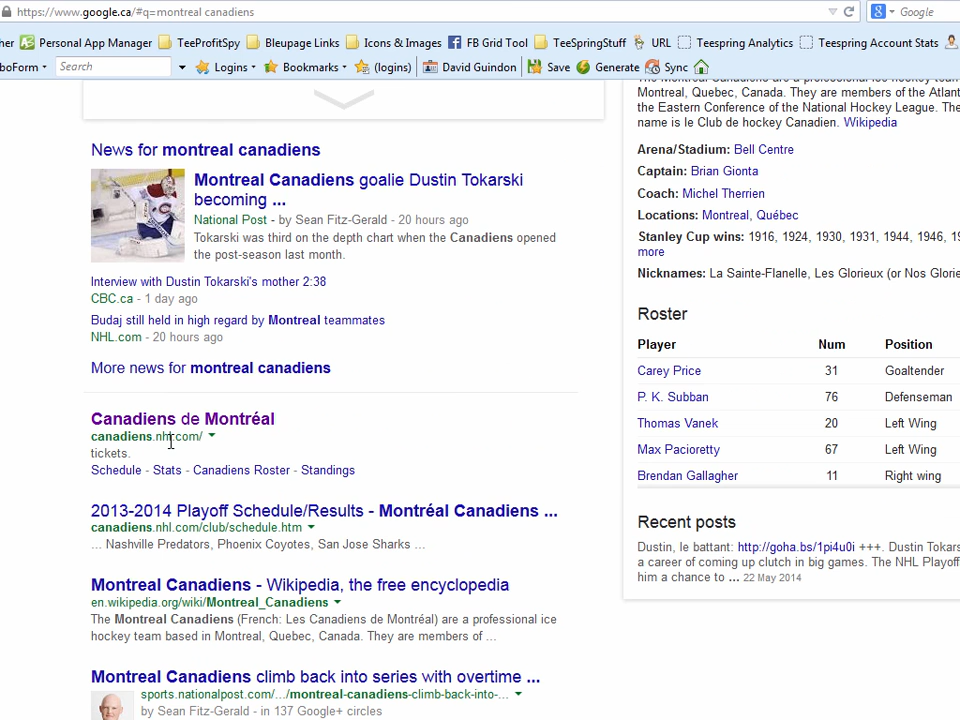 https://www.google.ca/#q=montreal canadiens
Google
her Personal App Manager TeeProfitSpy Bleupage Links Icons & Images FB Grid Tool TeeSpringStuff URL Teespring Analytics Teespring Account Stats
boForm Search Logins Bookmarks (logins) David Guindon Save Generate Sync
Montreal, Quebec, Canada. They are members of the Atlan
the Eastern Conference of the National Hockey League. The
name is le Club de hockey Canadien. Wikipedia
Arena/Stadium: Bell Centre
Captain: Brian Gionta
Coach: Michel Therrien
Locations: Montreal, Québec
Stanley Cup wins: 1916, 1924, 1930, 1931, 1944, 1946, 19
more
Nicknames: La Sainte-Flanelle, Les Glorieux (or Nos Glorie
Roster
Player Num Position
Carey Price 31 Goaltender
P. K. Subban 76 Defenseman
Thomas Vanek 20 Left Wing
Max Pacioretty 67 Left Wing
Brendan Gallagher 11 Right wing
Recent posts
Dustin, le battant: http://goha.bs/1pi4u0i +++. Dustin Tokars
a career of coming up clutch in big games. The NHL Playoff
him a chance to ... 22 May 2014
News for montreal canadiens
Montreal Canadiens goalie Dustin Tokarski
becoming ...
National Post - by Sean Fitz-Gerald - 20 hours ago
Tokarski was third on the depth chart when the Canadiens opened
the post-season last month.
Interview with Dustin Tokarski's mother 2:38
CBC.ca - 1 day ago
Budaj still held in high regard by Montreal teammates
NHL.com - 20 hours ago
More news for montreal canadiens
Canadiens de Montréal
canadiens.nhl.com/
tickets.
Schedule - Stats - Canadiens Roster - Standings
2013-2014 Playoff Schedule/Results - Montréal Canadiens ...
canadiens.nhl.com/club/schedule.htm
... Nashville Predators, Phoenix Coyotes, San Jose Sharks ...
Montreal Canadiens - Wikipedia, the free encyclopedia
en.wikipedia.org/wiki/Montreal_Canadiens
The Montreal Canadiens (French: Les Canadiens de Montréal) are a professional ice
hockey team based in Montreal, Quebec, Canada. They are members of ...
Montreal Canadiens climb back into series with overtime ...
sports.nationalpost.com/.../montreal-canadiens-climb-back-into-...
by Sean Fitz-Gerald - in 137 Google+ circles